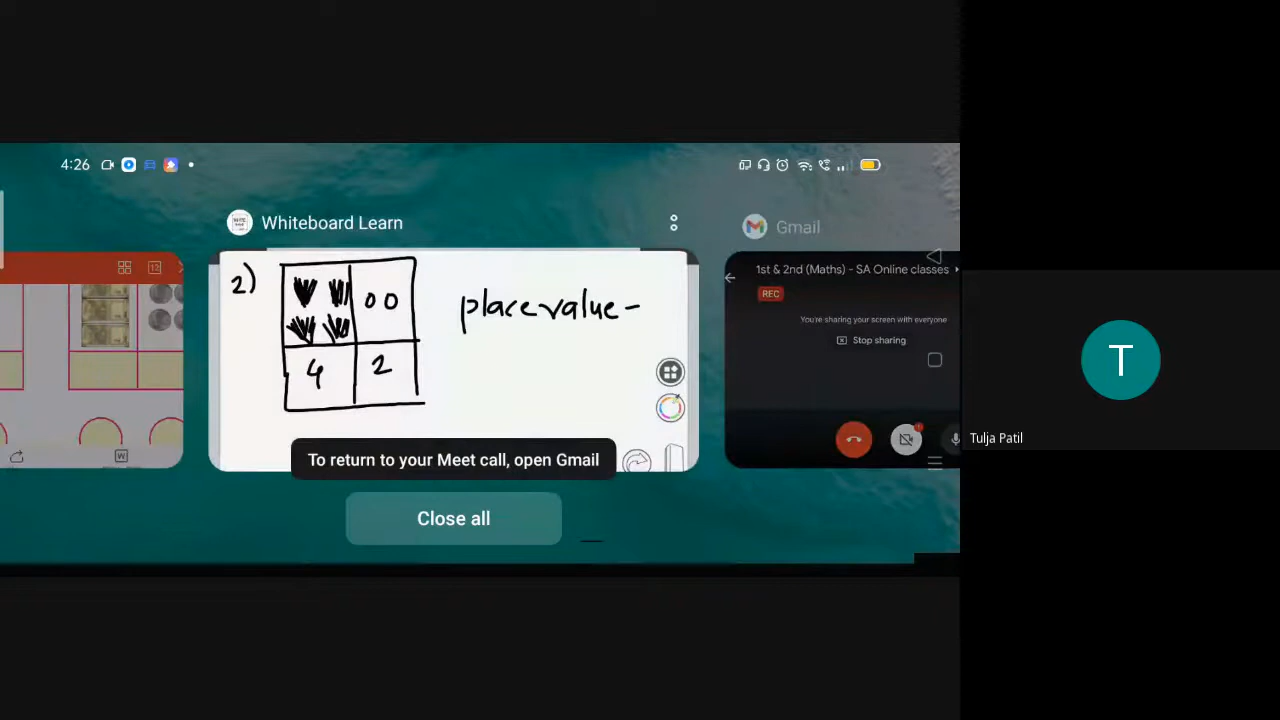 4:26
Whiteboard Learn
Gmail
2)
00
placevalue-
4 2
13
1st & 2nd (Maths) - SA Online classes
REC
You're sharing your screen with everyone
Stop sharing
W
To return to your Meet call, open Gmail
Close all
T
Tulja Patil